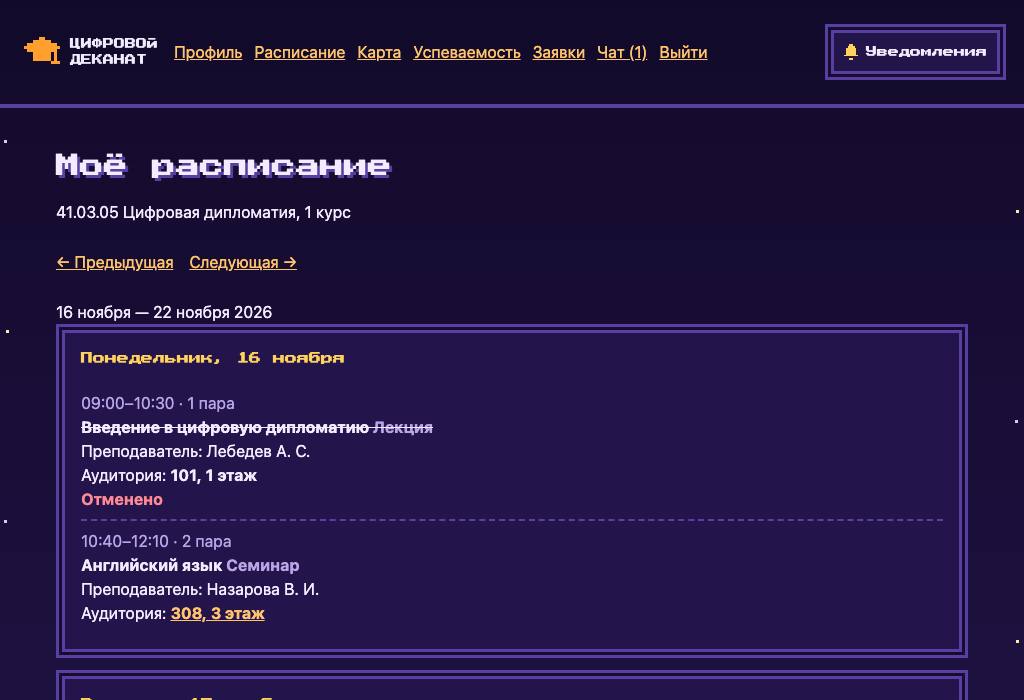 ЦИФРОВОЙ
ДЕКАНАТ
Профиль Расписание Карта Успеваемость Заявки Чат (1) Выйти
Уведомления
Моё расписание
41.03.05 Цифровая дипломатия, 1 курс
← Предыдущая Следующая →
16 ноября — 22 ноября 2026
Понедельник, 16 ноября
09:00–10:30 · 1 пара
Введение в цифровую дипломатию Лекция
Преподаватель: Лебедев А. С.
Аудитория: 101, 1 этаж
Отменено
10:40–12:10 · 2 пара
Английский язык Семинар
Преподаватель: Назарова В. И.
Аудитория: 308, 3 этаж